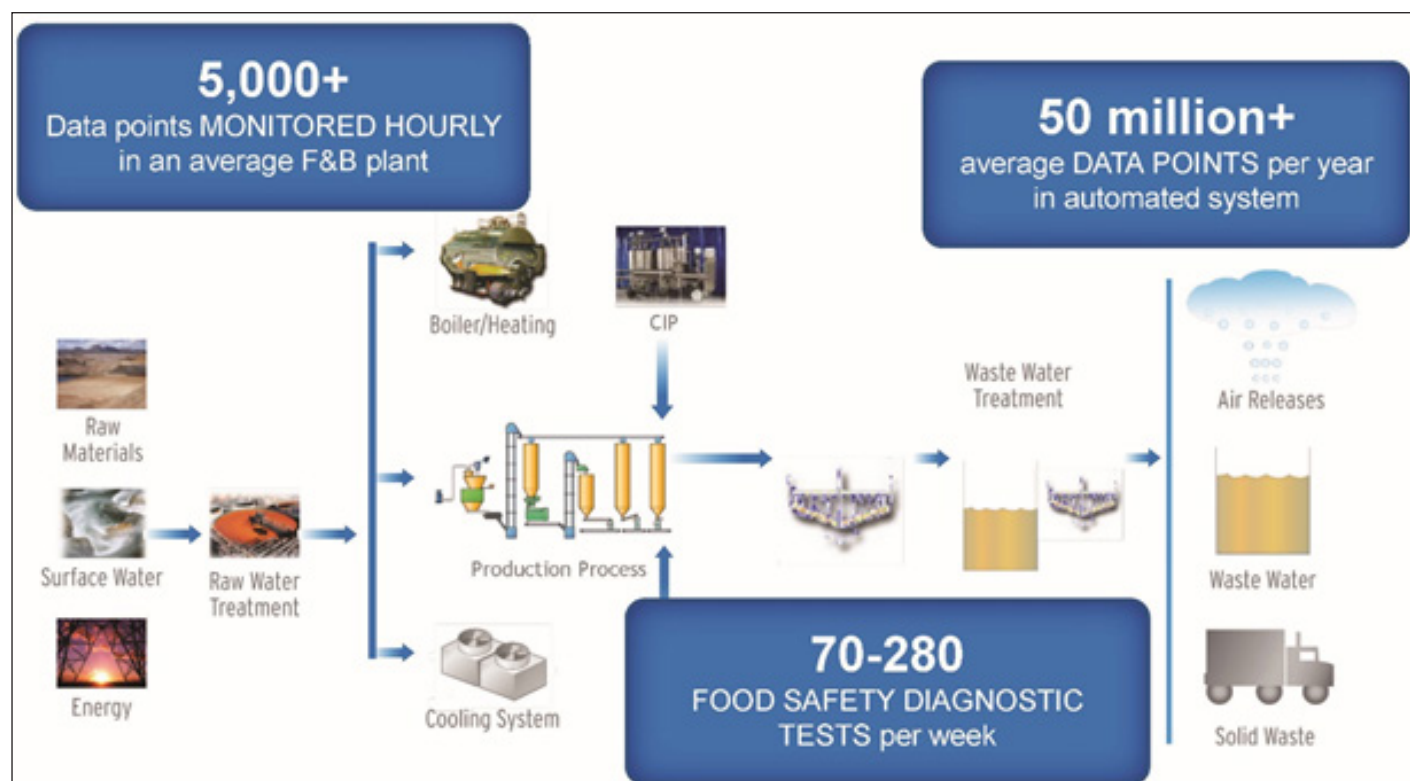 5,000+
Data points MONITORED HOURLY
in an average F&B plant
50 million+
average DATA POINTS per year
in automated system
Boiler/Heating
CIP
Raw
Materials
Surface Water
Raw Water
Treatment
Energy
Production Process
Cooling System
70-280
FOOD SAFETY DIAGNOSTIC
TESTS per week
Waste Water
Treatment
Air Releases
Waste Water
Solid Waste